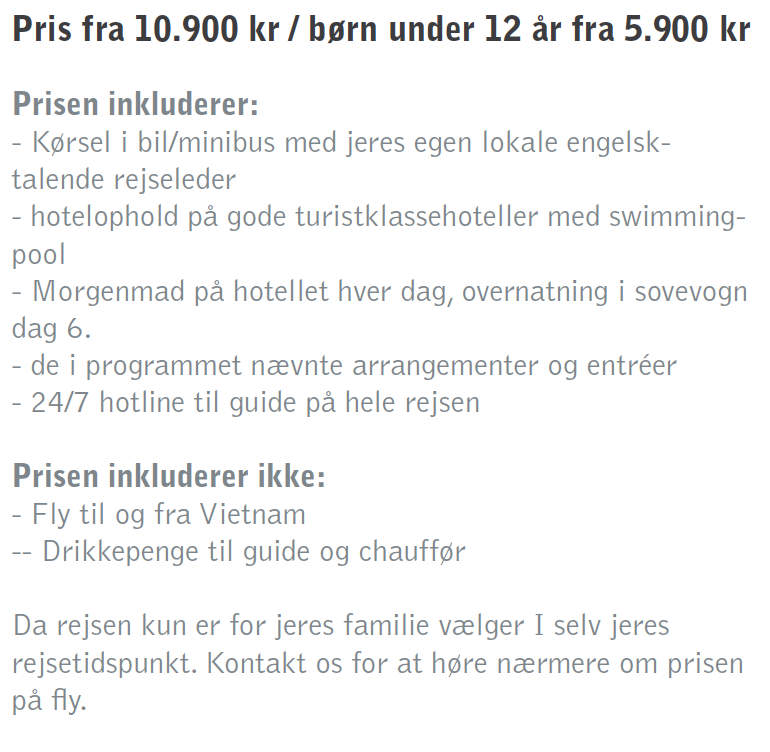 Pris fra 10.900 kr / børn under 12 år fra 5.900 kr
Prisen inkluderer:
- Kørsel i bil/minibus med jeres egen lokale engelsk-
talende rejseleder
- hotelophold på gode turistklassehoteller med swimming-
pool
- Morgenmad på hotellet hver dag, overnatning i sovevogn
dag 6.
- de i programmet nævnte arrangementer og entréer
- 24/7 hotline til guide på hele rejsen
Prisen inkluderer ikke:
- Fly til og fra Vietnam
-- Drikkepenge til guide og chauffør
Da rejsen kun er for jeres familie vælger I selv jeres
rejsetidspunkt. Kontakt os for at høre nærmere om prisen
på fly.